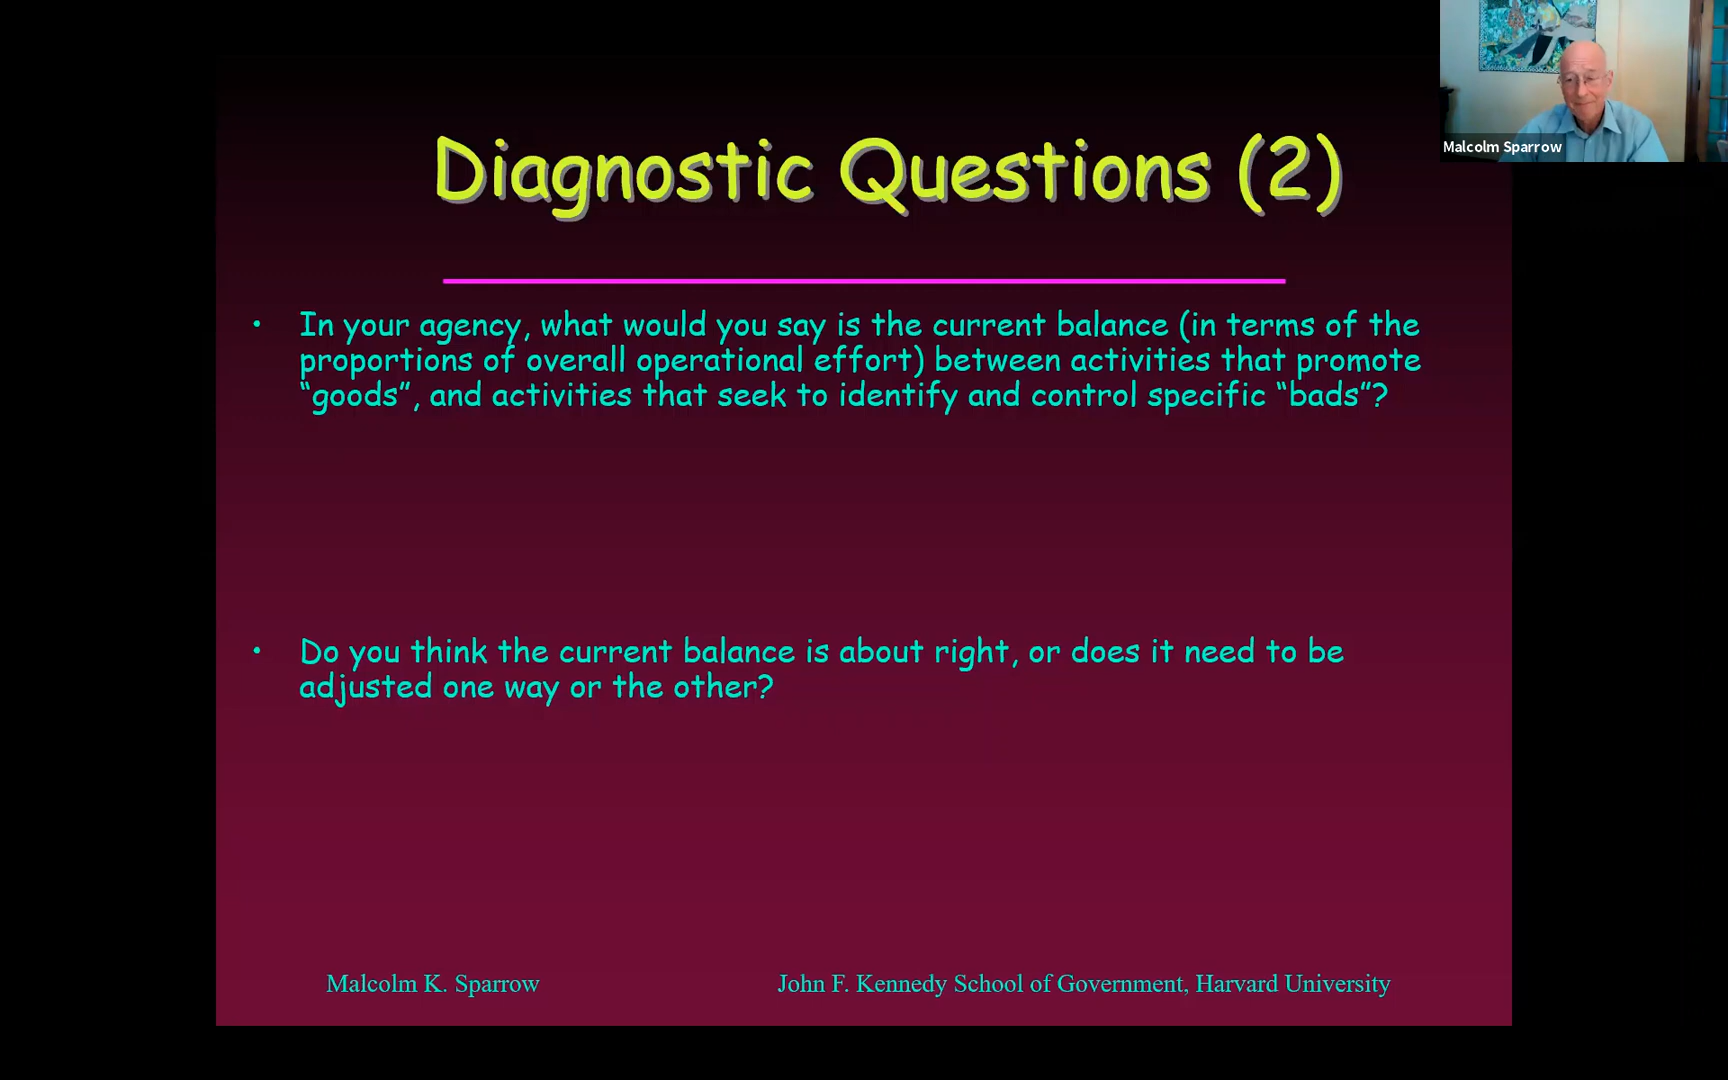 Malcolm Sparrow
Diagnostic Questions (2)
• In your agency, what would you say is the current balance (in terms of the
proportions of overall operational effort) between activities that promote
“goods”, and activities that seek to identify and control specific “bads”?
• Do you think the current balance is about right, or does it need to be
adjusted one way or the other?
Malcolm K. Sparrow
John F. Kennedy School of Government, Harvard University